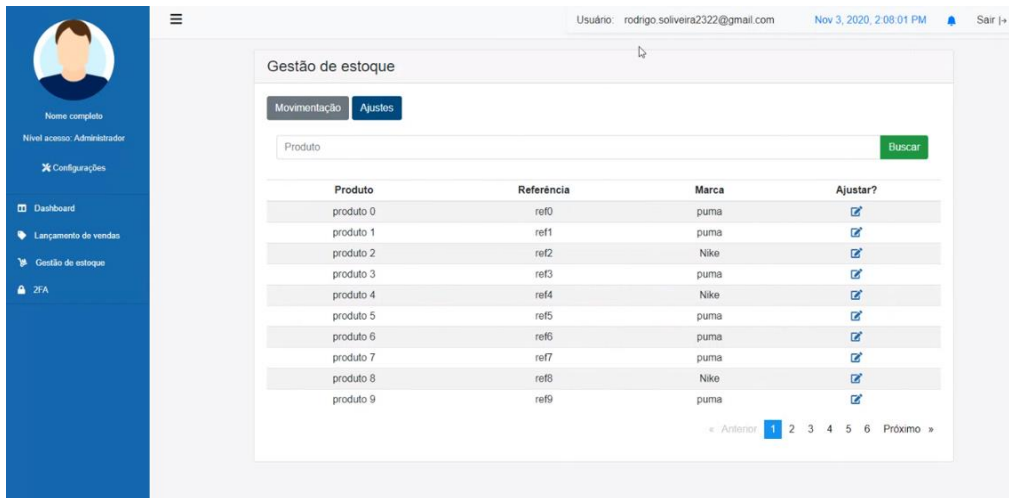 Usuário: rodrigo.soliveira2322@gmail.com Nov 3, 2020, 2:08:01 PM Sair
Nome completo
Nível acesso: Administrador
Configurações
Dashboard
Lançamento de vendas
Gestão de estoque
2FA
Gestão de estoque
Movimentação Ajustes
Produto Buscar
Produto Referência Marca Ajustar?
produto 0 ref0 puma
produto 1 ref1 puma
produto 2 ref2 Nike
produto 3 ref3 puma
produto 4 ref4 Nike
produto 5 ref5 puma
produto 6 ref6 puma
produto 7 ref7 puma
produto 8 ref8 Nike
produto 9 ref9 puma
« Anterior 1 2 3 4 5 6 Próximo »